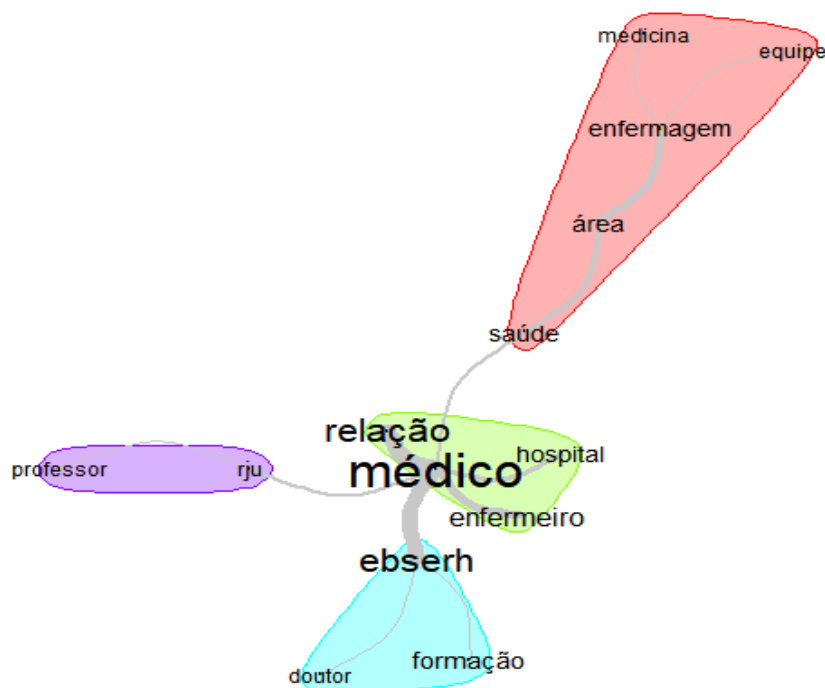 medicina
equipe
enfermagem
área
saúde
relação
hospital
médico
professor
rju
enfermeiro
ebserh
formação
doutor